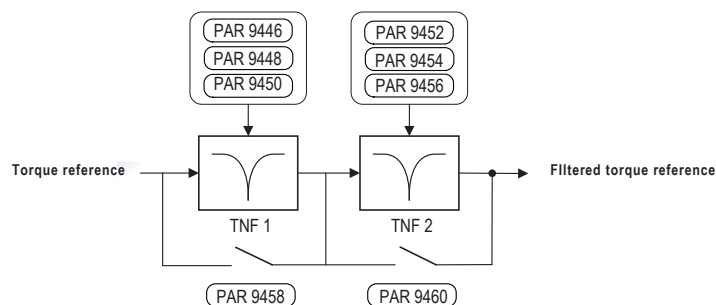 PAR 9446
PAR 9448
PAR 9450
PAR 9452
PAR 9454
PAR 9456
Torque reference
FIltered torque reference
TNF 1
TNF 2
PAR 9458
PAR 9460